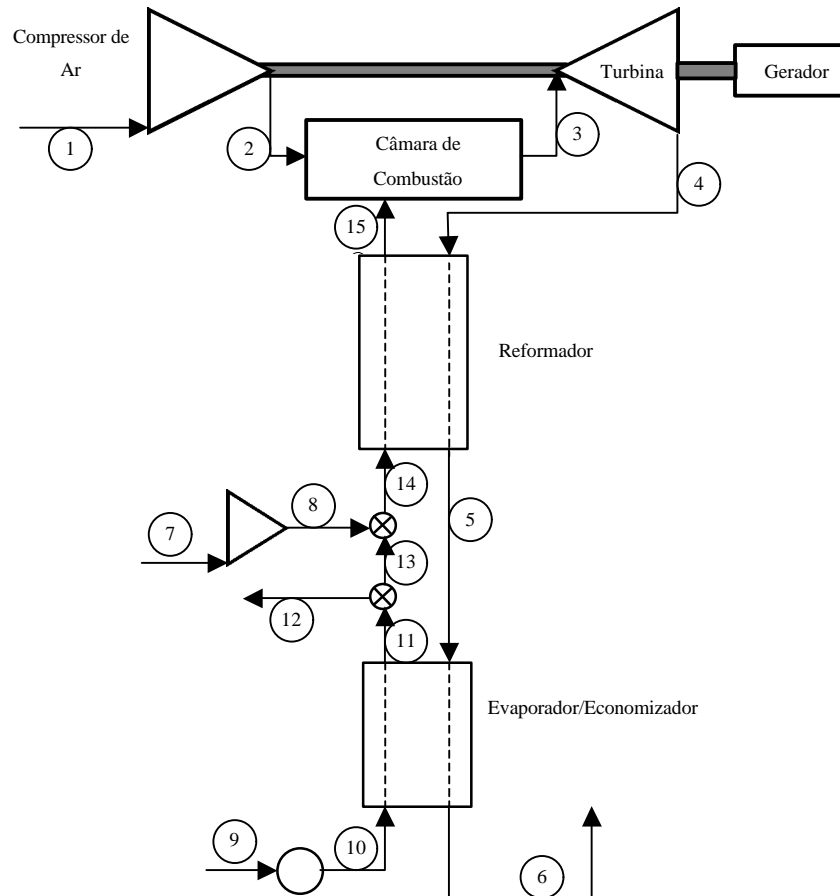 Compressor de
Ar
Turbina
Gerador
1
2
Câmara de
Combustão
3
4
15
Reformador
14
8
5
7
13
12
11
Evaporador/Economizador
9
10
6